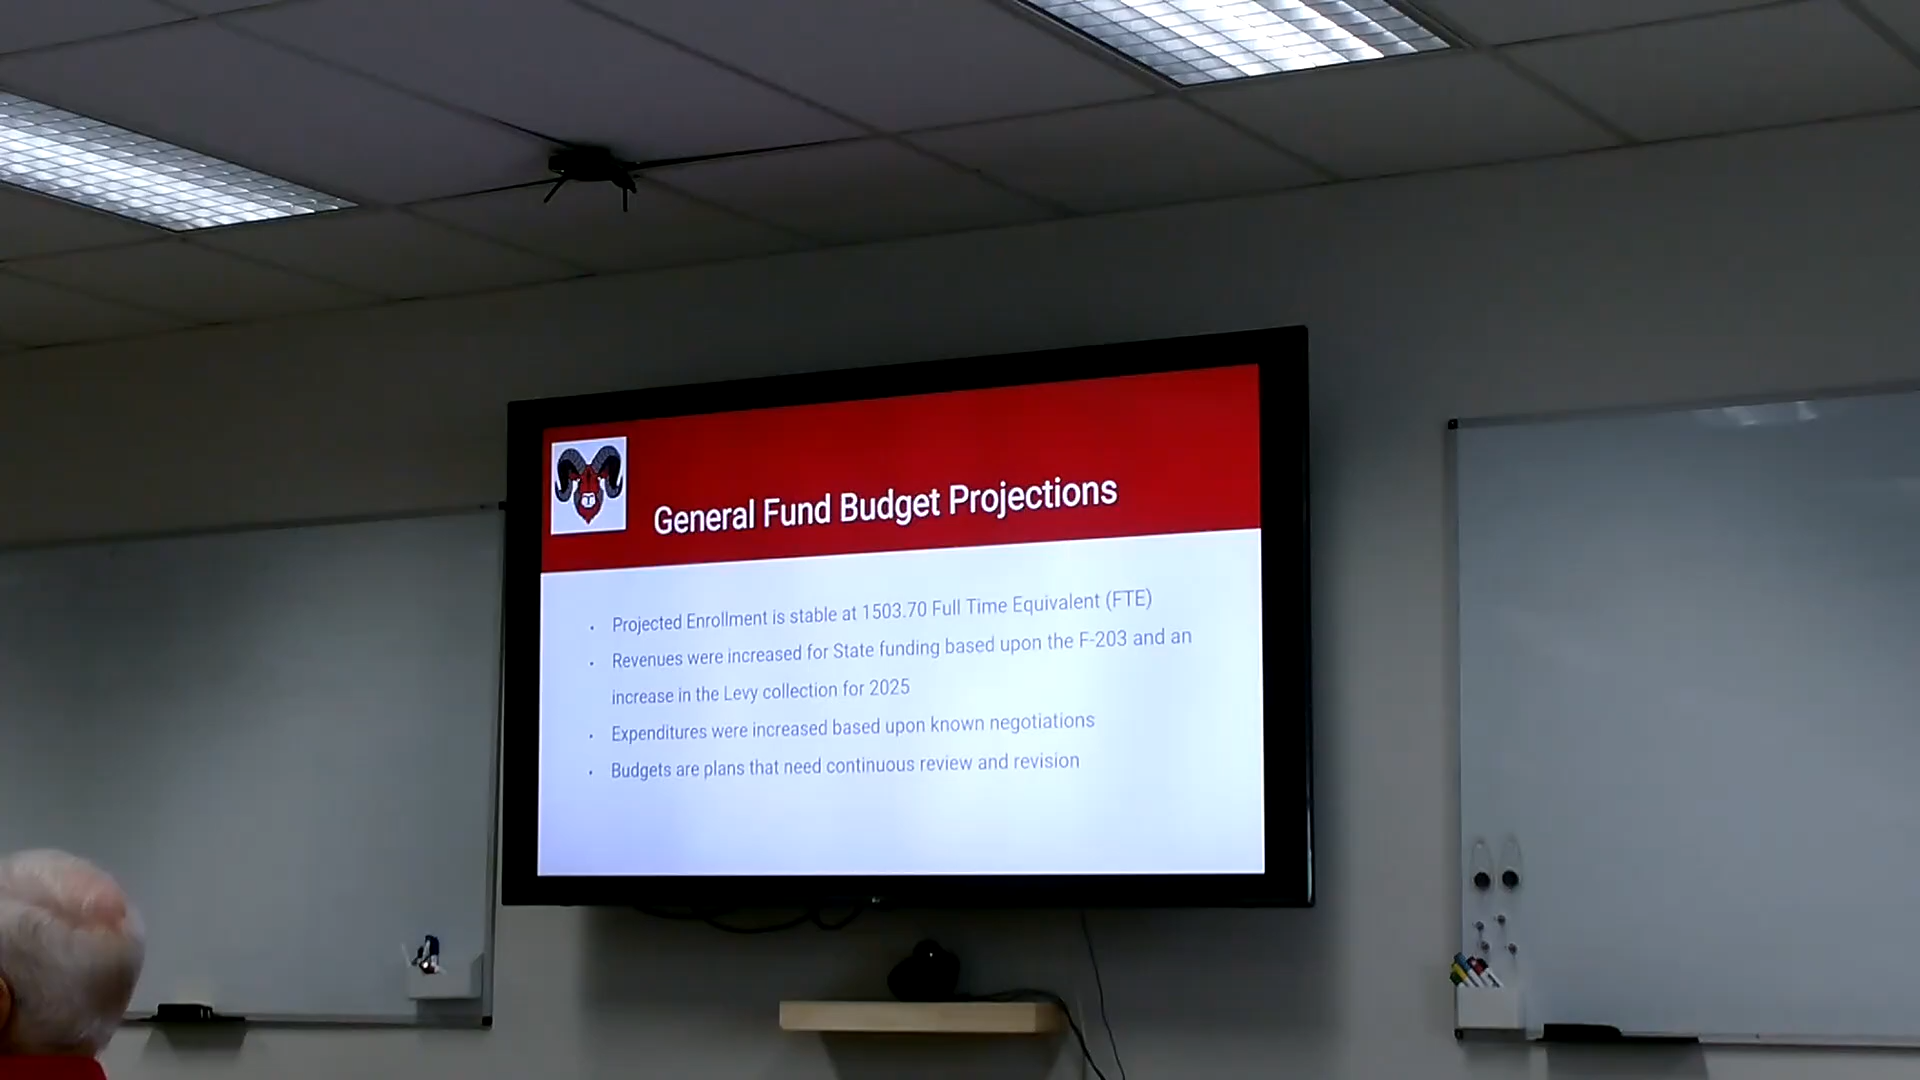 General Fund Budget Projections
· Projected Enrollment is stable at 1503.70 Full Time Equivalent (FTE)
· Revenues were increased for State funding based upon the F-203 and an
increase in the Levy collection for 2025
· Expenditures were increased based upon known negotiations
· Budgets are plans that need continuous review and revision